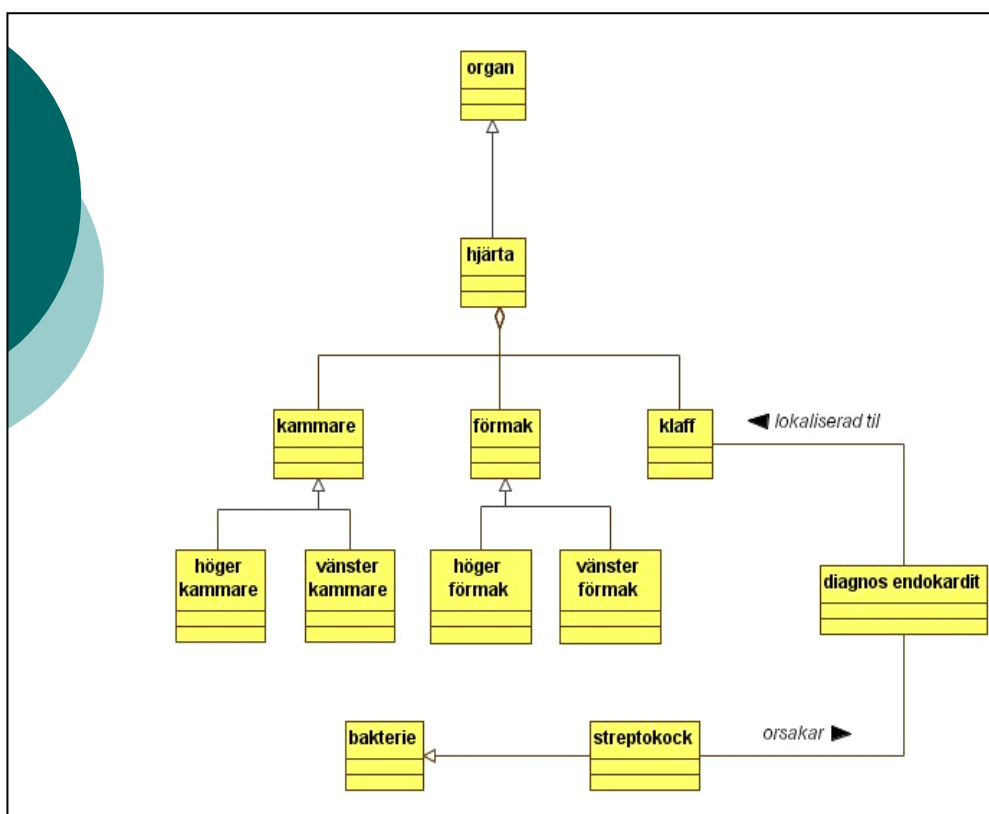 organ
hjärta
kammare
förmak
klaff
lokaliserad til
höger
kammare
vänster
kammare
höger
förmak
vänster
förmak
diagnos endokardit
bakterie
streptokock
orsakar